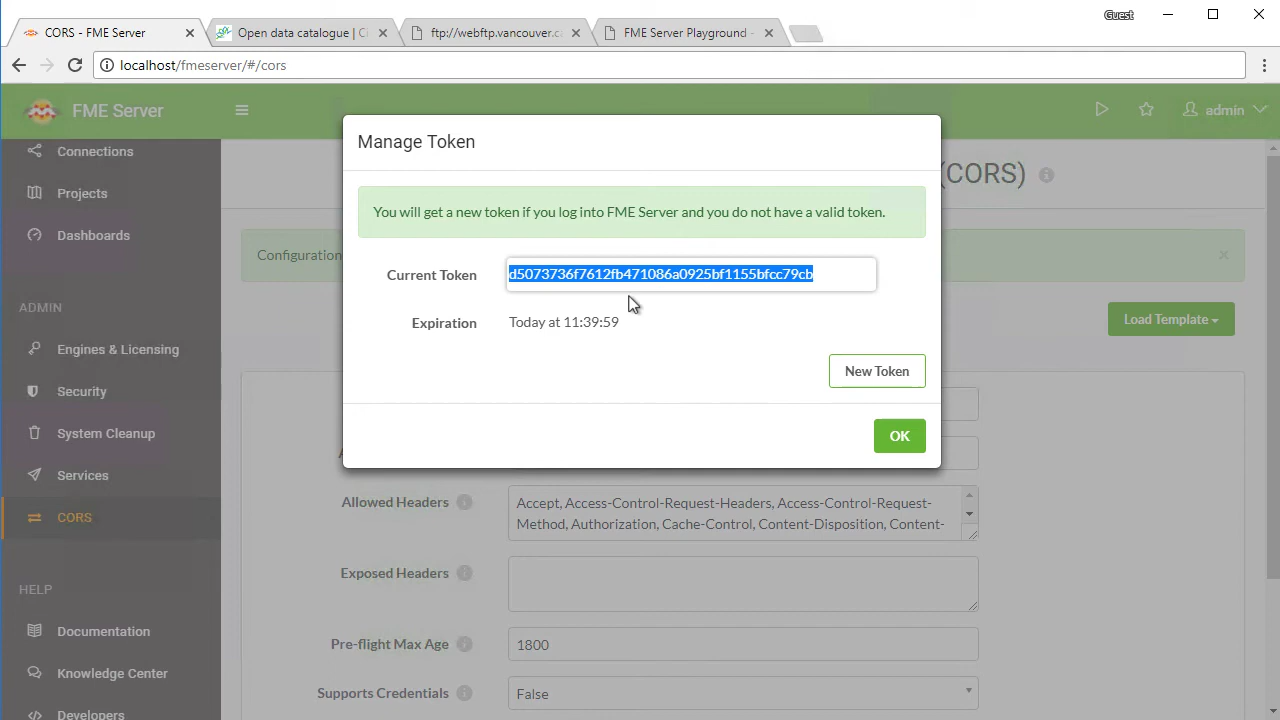 Guest
CORS - FME Server
Open data catalogue | Ci
ftp://webftp.vancouver.ca
FME Server Playground -
localhost/fmeserver/#/cors
FME Server
admin
Connections
Projects
Dashboards
ADMIN
Engines & Licensing
Security
System Cleanup
Services
CORS
HELP
Documentation
Knowledge Center
Developers
(CORS)
Configuration
Load Template
Manage Token
You will get a new token if you log into FME Server and you do not have a valid token.
Current Token
d5073736f7612fb471086a0925bf1155bfcc79cb
Expiration
Today at 11:39:59
New Token
OK
Allowed Headers
Accept, Access-Control-Request-Headers, Access-Control-Request-
Method, Authorization, Cache-Control, Content-Disposition, Content-
Exposed Headers
Pre-flight Max Age
1800
Supports Credentials
False